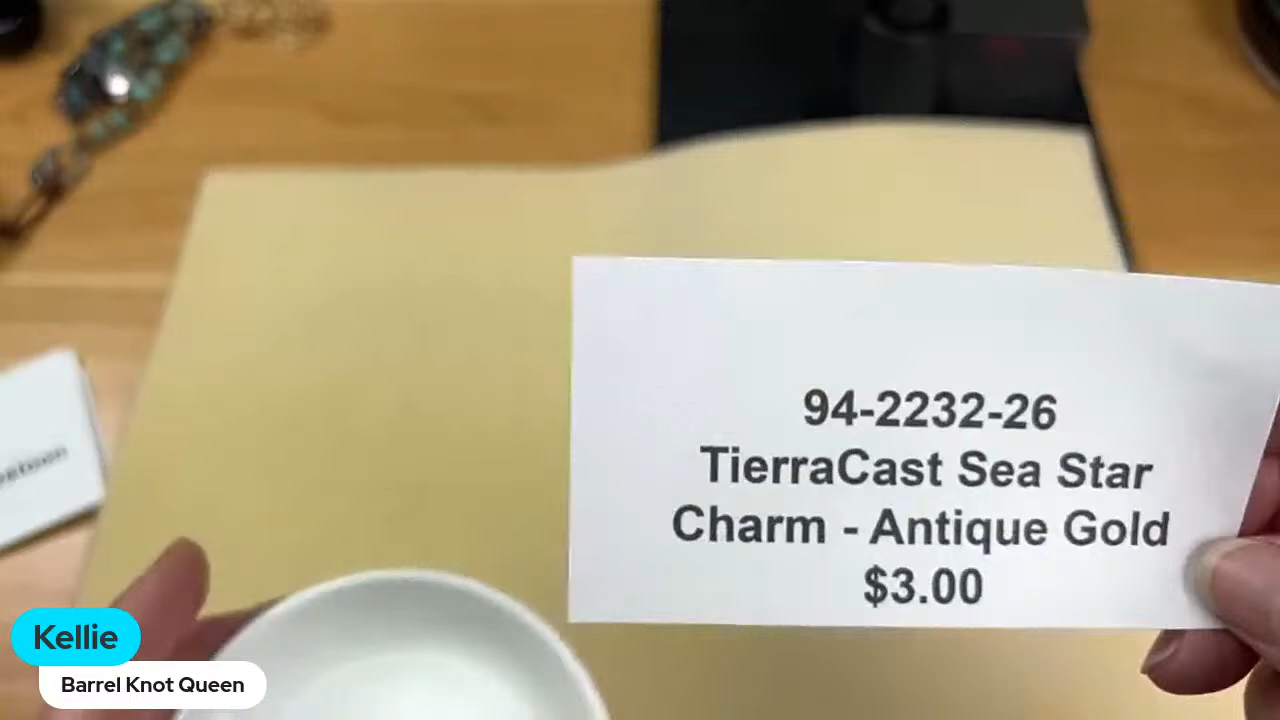 94-2232-26
TierraCast Sea Star
Charm - Antique Gold
$3.00
Kellie
Barrel Knot Queen